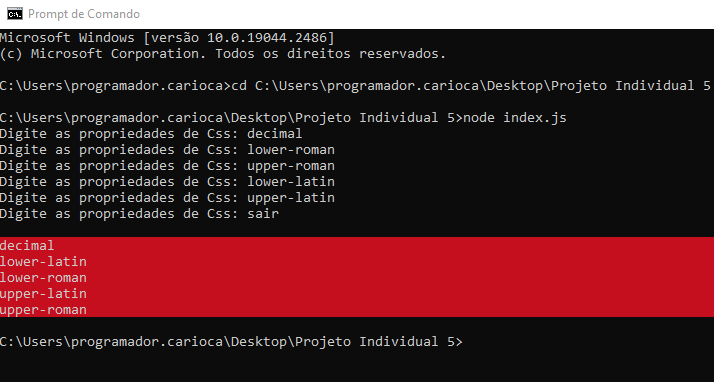 Prompt de Comando
Microsoft Windows [versão 10.0.19044.2486]
(c) Microsoft Corporation. Todos os direitos reservados.
C:\Users\programador.carioca>cd C:\Users\programador.carioca\Desktop\Projeto Individual 5
C:\Users\programador.carioca\Desktop\Projeto Individual 5>node index.js
Digite as propriedades de Css: decimal
Digite as propriedades de Css: lower-roman
Digite as propriedades de Css: upper-roman
Digite as propriedades de Css: lower-latin
Digite as propriedades de Css: upper-latin
Digite as propriedades de Css: sair
decimal
lower-latin
lower-roman
upper-latin
upper-roman
C:\Users\programador.carioca\Desktop\Projeto Individual 5>